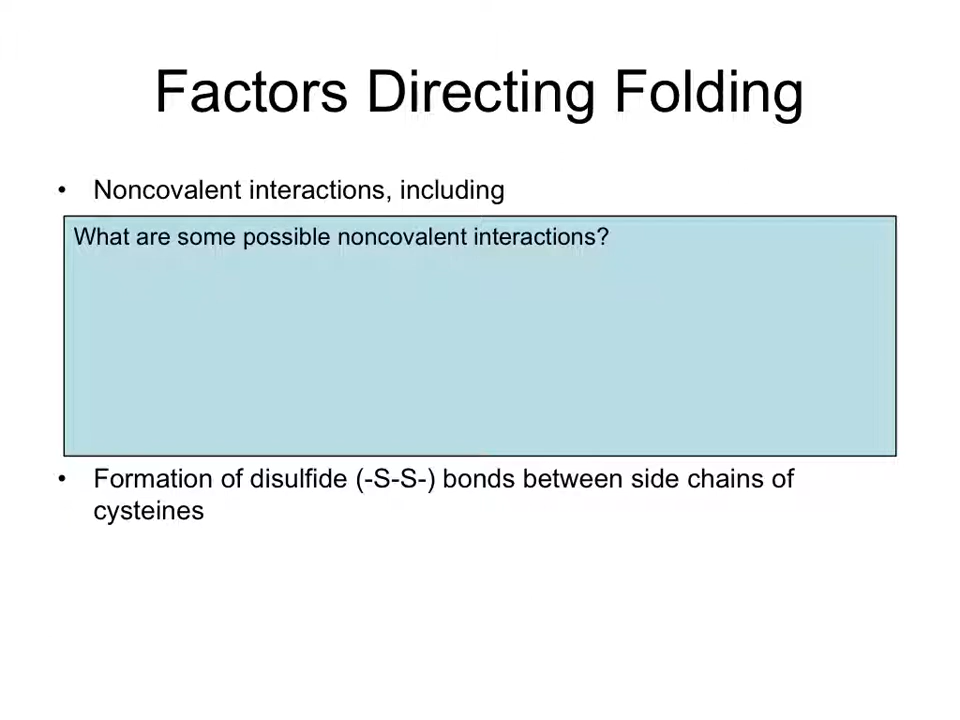 Factors Directing Folding
• Noncovalent interactions, including
What are some possible noncovalent interactions?
• Formation of disulfide (-S-S-) bonds between side chains of
cysteines